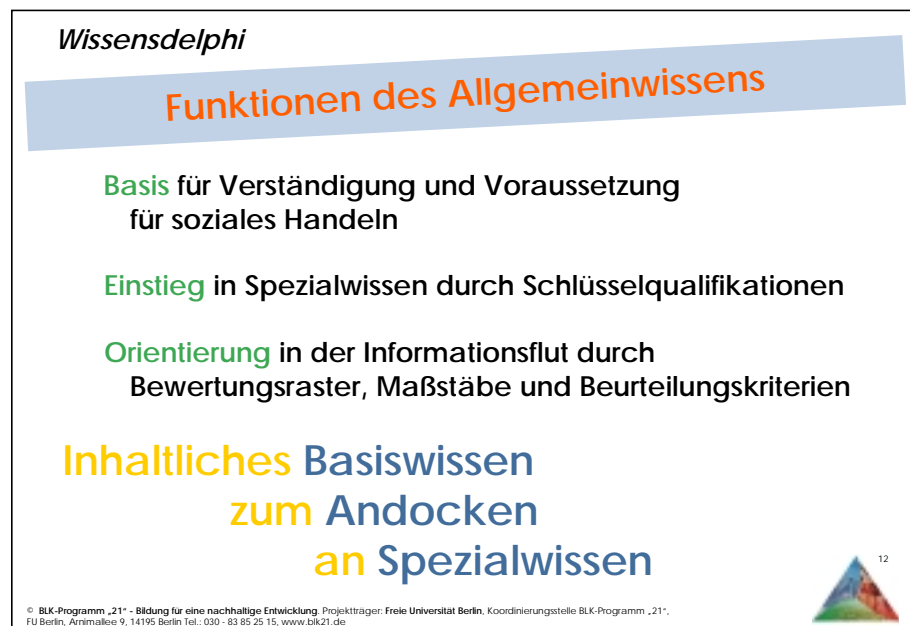 Wissensdelphi
Funktionen des Allgemeinwissens
Basis für Verständigung und Voraussetzung
für soziales Handeln
Einstieg in Spezialwissen durch Schlüsselqualifikationen
Orientierung in der Informationsflut durch
Bewertungsraster, Maßstäbe und Beurteilungskriterien
Inhaltliches Basiswissen
zum Andocken
an Spezialwissen
12
© BLK-Programm „21“ - Bildung für eine nachhaltige Entwicklung. Projektträger: Freie Universität Berlin, Koordinierungsstelle BLK-Programm „21“,
FU Berlin, Arnimallee 9, 14195 Berlin Tel.: 030 - 83 85 25 15, www.blk21.de